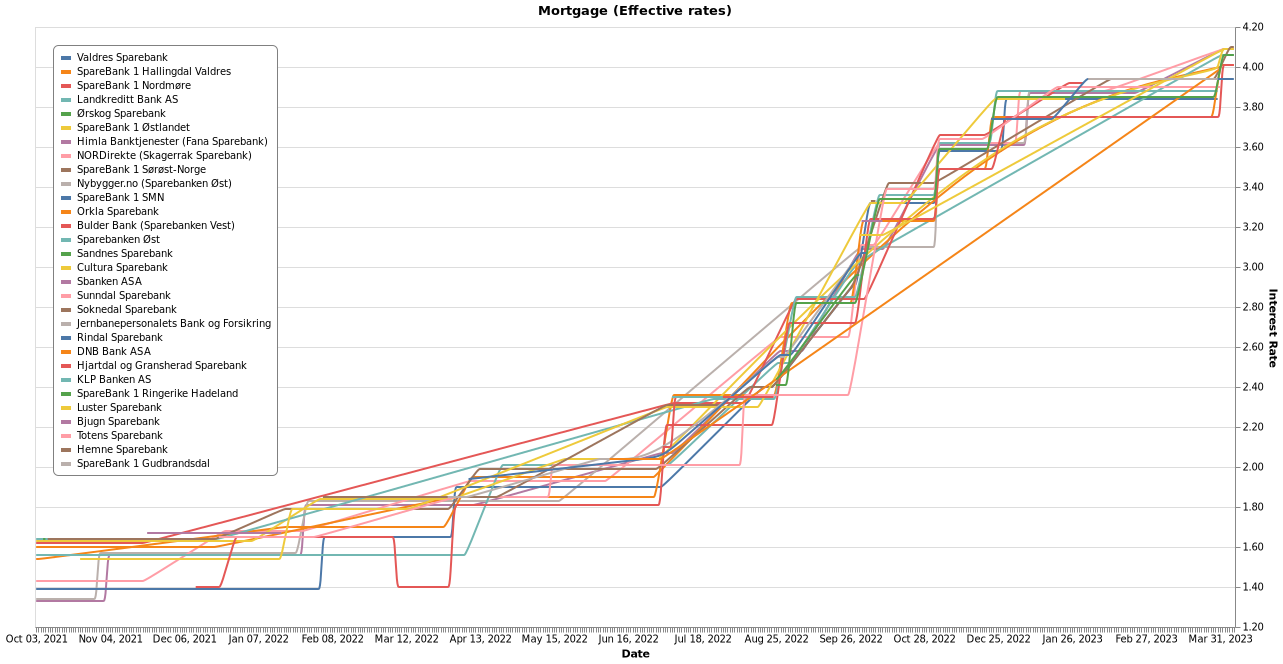 Mortgage (Effective rates)
Valdres Sparebank
SpareBank 1 Hallingdal Valdres
SpareBank 1 Nordmøre
Landkreditt Bank AS
Ørskog Sparebank
SpareBank 1 Østlandet
Himla Banktjenester (Fana Sparebank)
NORDirekte (Skagerrak Sparebank)
SpareBank 1 Sørøst-Norge
Nybygger.no (Sparebanken Øst)
SpareBank 1 SMN
Orkla Sparebank
Bulder Bank (Sparebanken Vest)
Sparebanken Øst
Sandnes Sparebank
Cultura Sparebank
Sbanken ASA
Sunndal Sparebank
Soknedal Sparebank
Jernbanepersonalets Bank og Forsikring
Rindal Sparebank
DNB Bank ASA
Hjartdal og Gransherad Sparebank
KLP Banken AS
SpareBank 1 Ringerike Hadeland
Luster Sparebank
Bjugn Sparebank
Totens Sparebank
Hemne Sparebank
SpareBank 1 Gudbrandsdal
4.20
4.00
3.80
3.60
3.40
3.20
3.00
2.80
2.60
2.40
2.20
2.00
1.80
1.60
1.40
1.20
Interest Rate
Oct 03, 2021 Nov 04, 2021 Dec 06, 2021 Jan 07, 2022 Feb 08, 2022 Mar 12, 2022 Apr 13, 2022 May 15, 2022 Jun 16, 2022 Jul 18, 2022 Aug 25, 2022 Sep 26, 2022 Oct 28, 2022 Dec 25, 2022 Jan 26, 2023 Feb 27, 2023 Mar 31, 2023
Date